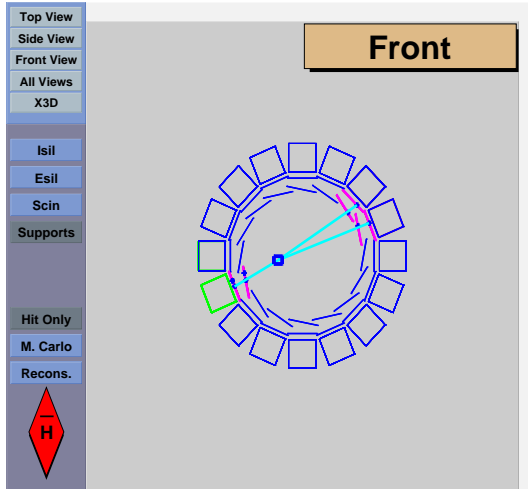 Top View
Side View
Front View
All Views
X3D
Front
Isil
Esil
Scin
Supports
Hit Only
M. Carlo
Recons.
H̅